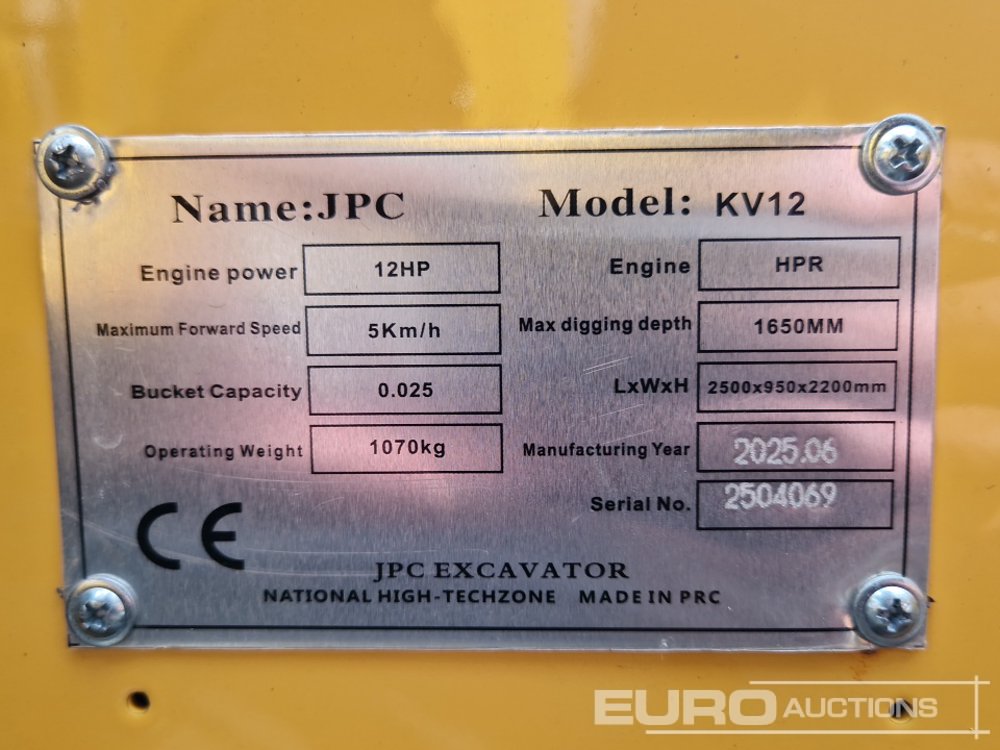 Name:JPC Model: KV12
Engine power 12HP Engine HPR
Maximum Forward Speed 5Km/h Max digging depth 1650MM
Bucket Capacity 0.025 LxWxH 2500x950x2200mm
Operating Weight 1070kg Manufacturing Year 2025.06
Serial No. 2504069
CE
JPC EXCAVATOR
NATIONAL HIGH-TECHZONE MADE IN PRC
EURO AUCTIONS